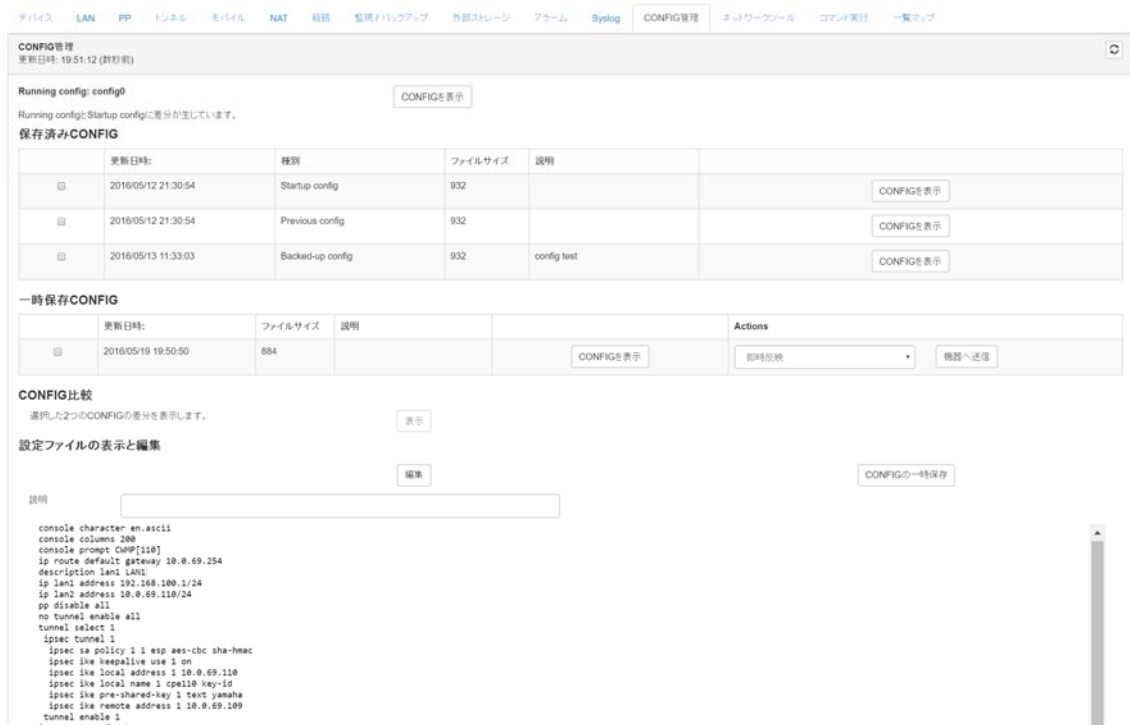 デバイス LAN PP トンネル モバイル NAT 経路 監視 / バックアップ 外部ストレージ アラーム Syslog CONFIG管理 ネットワークツール コマンド実行 一覧マップ
CONFIG管理
更新日時: 19:51:12 (数秒前)
Running config: config0 CONFIGを表示
Running configとStartup configに差分が生じています。
保存済みCONFIG
更新日時: 種別 ファイルサイズ 説明
2016/05/12 21:30:54 Startup config 932 CONFIGを表示
2016/05/12 21:30:54 Previous config 932 CONFIGを表示
2016/05/13 11:33:03 Backed-up config 932 config test CONFIGを表示
一時保存CONFIG
更新日時: ファイルサイズ 説明 Actions
2016/05/19 19:50:50 884 CONFIGを表示 即時反映 機器へ送信
CONFIG比較
選択した2つのCONFIGの差分を表示します。 表示
設定ファイルの表示と編集
編集 CONFIGの一時保存
説明
console character en.ascii
console columns 200
console prompt CWMP[110]
ip route default gateway 10.0.69.254
description lan1 LAN1
ip lan1 address 192.168.100.1/24
ip lan2 address 10.0.69.110/24
pp disable all
no tunnel enable all
tunnel select 1
ipsec tunnel 1
ipsec sa policy 1 1 esp aes-cbc sha-hmac
ipsec ike keepalive use 1 on
ipsec ike local address 1 10.0.69.110
ipsec ike local name 1 cpe110 key-id
ipsec ike pre-shared-key 1 text yamaha
ipsec ike remote address 1 10.0.69.109
tunnel enable 1